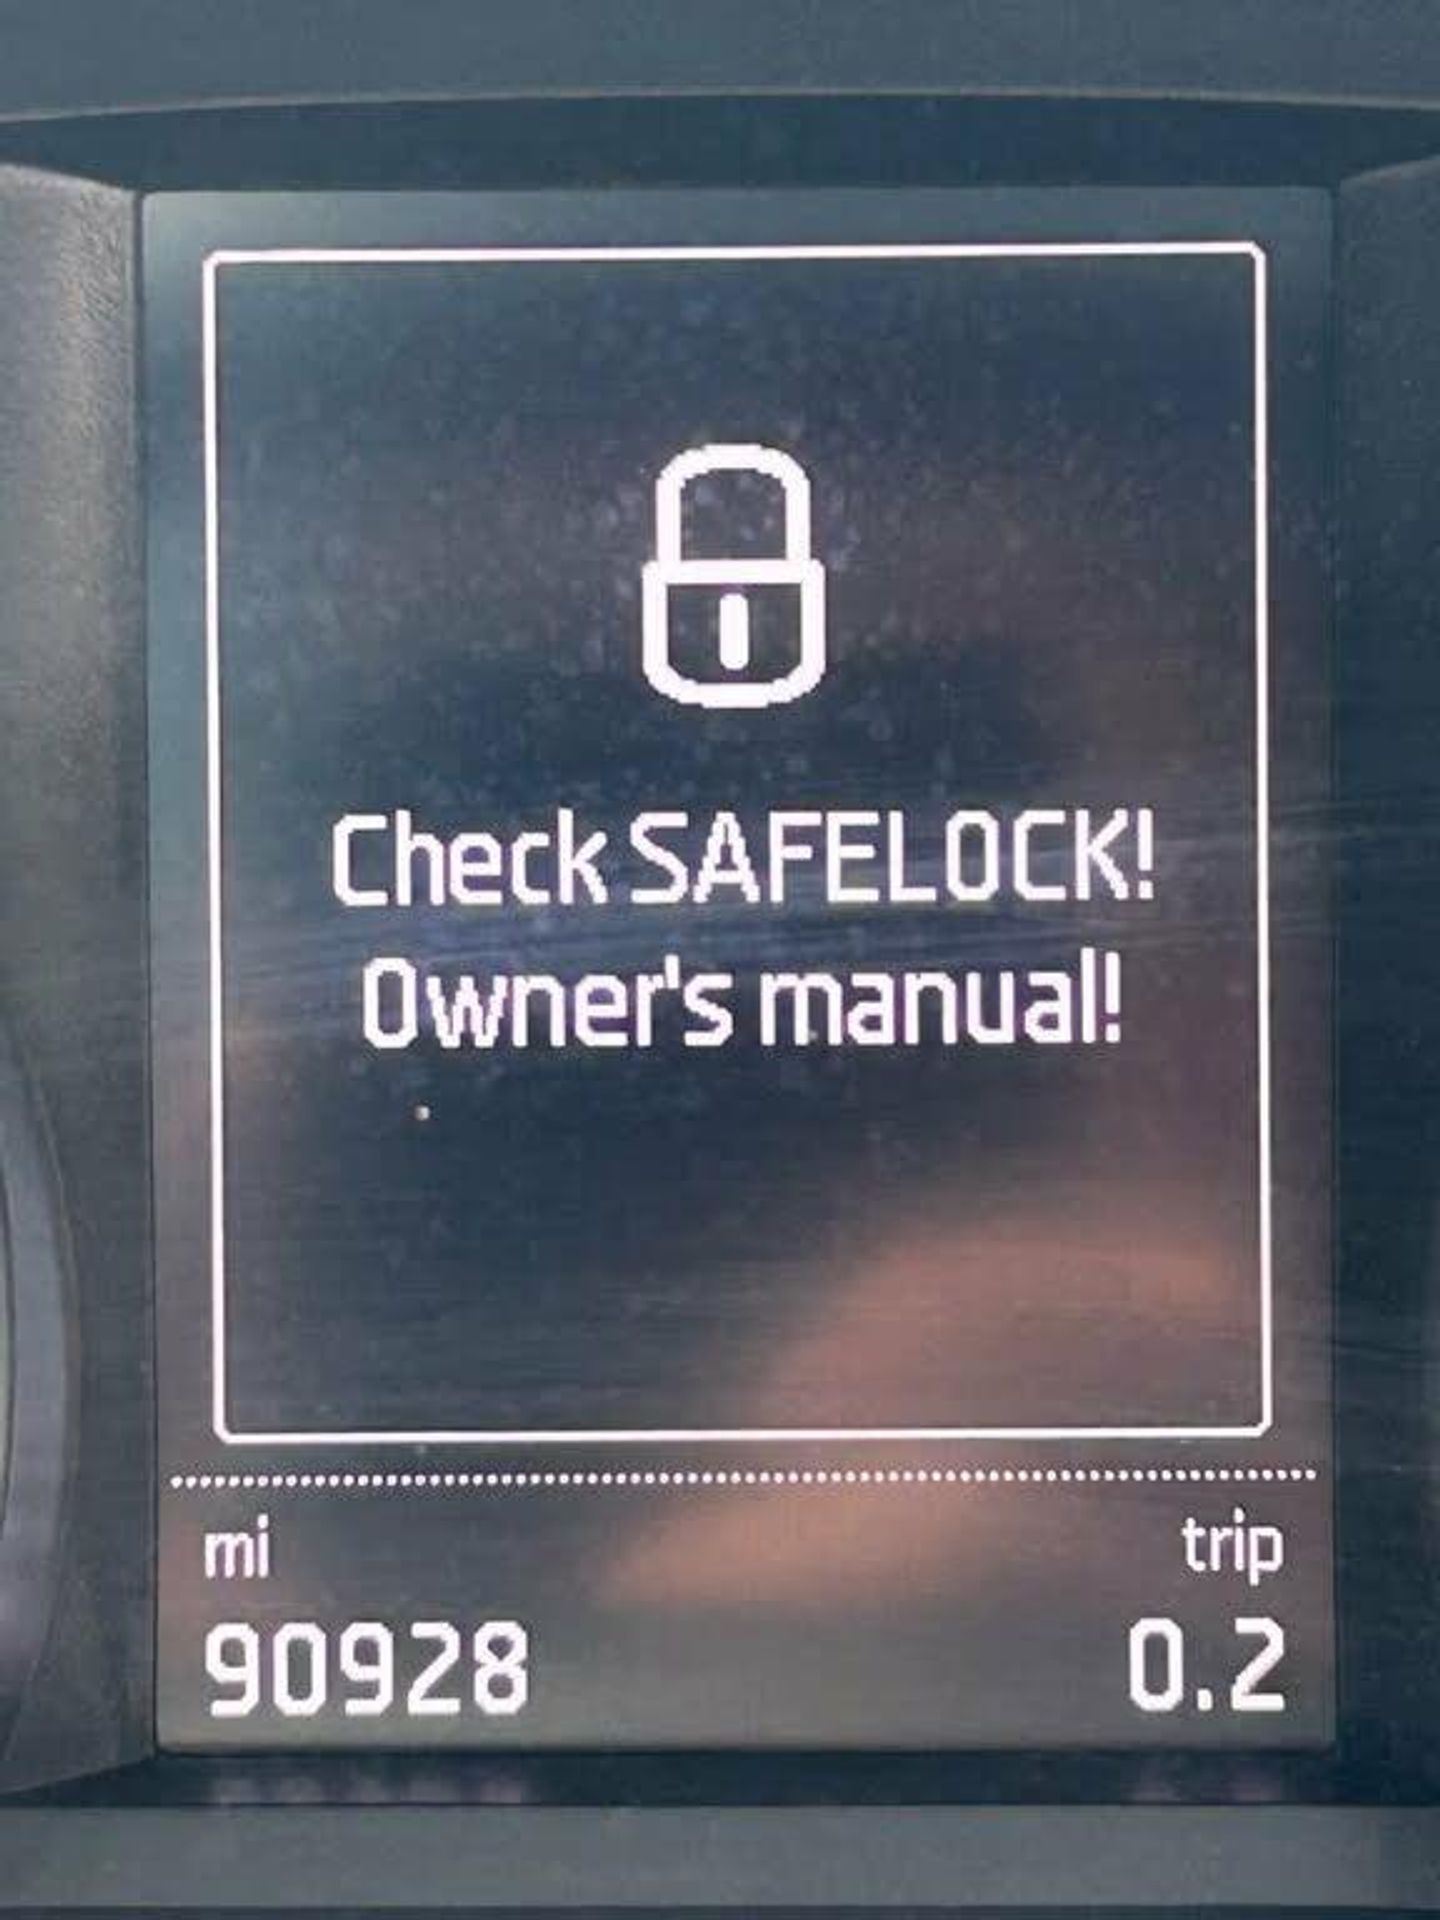 Check SAFELOCK!
Owner's manual!
mi trip
90928 0.2